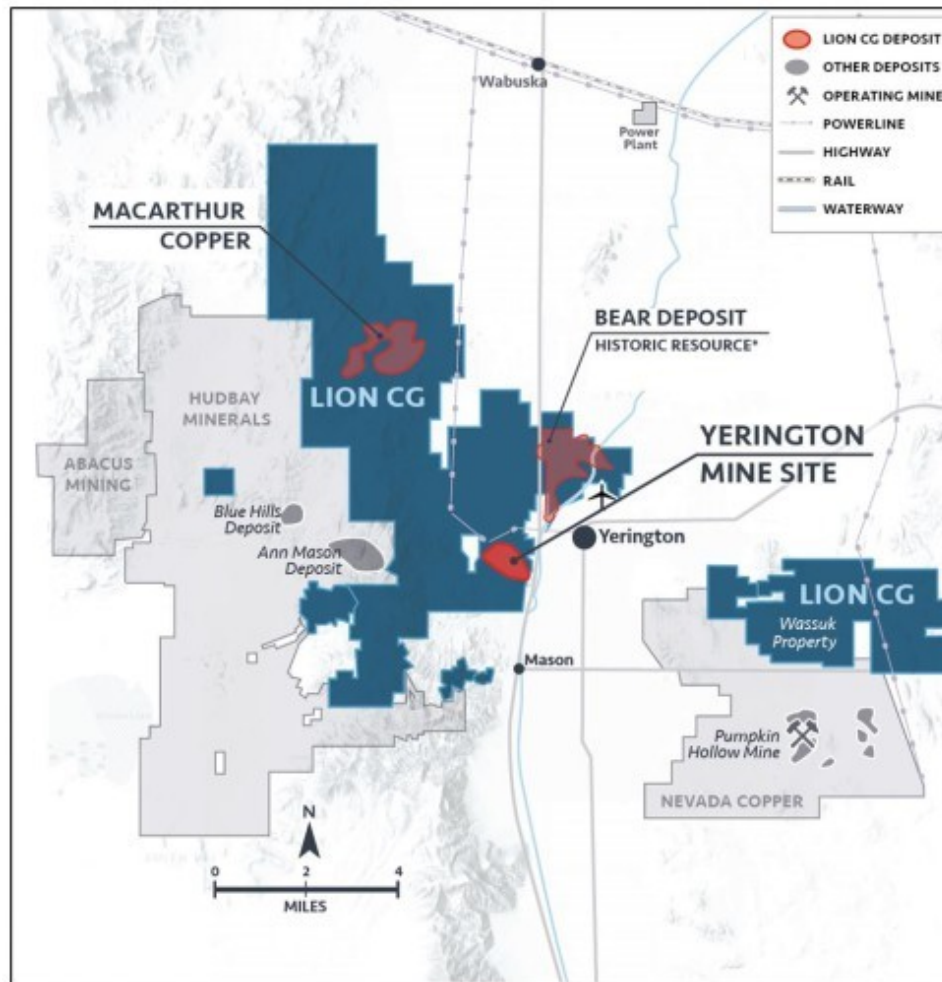 LION CG DEPOSIT
OTHER DEPOSITS
OPERATING MINE
POWERLINE
HIGHWAY
RAIL
WATERWAY
Wabuska
Power
Plant
MACARTHUR
COPPER
BEAR DEPOSIT
HISTORIC RESOURCE*
HUDBAY
MINERALS
LION CG
YERINGTON
MINE SITE
ABACUS
MINING
Blue Hills
Deposit
Ann Mason
Deposit
Yerington
LION CG
Wassuk
Property
Mason
Pumpkin
Hollow Mine
NEVADA COPPER
N
0 2 4
MILES